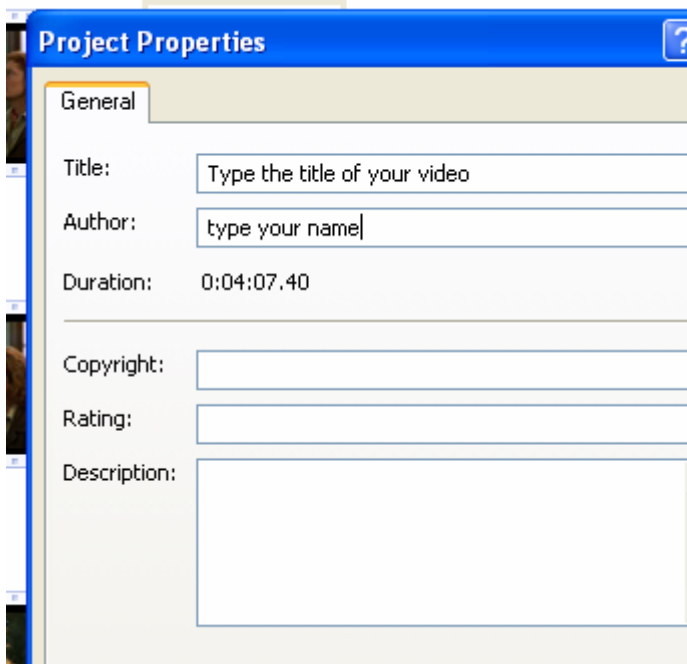 Project Properties
?
General
Title: Type the title of your video
Author: type your name
Duration: 0:04:07.40
Copyright:
Rating:
Description: